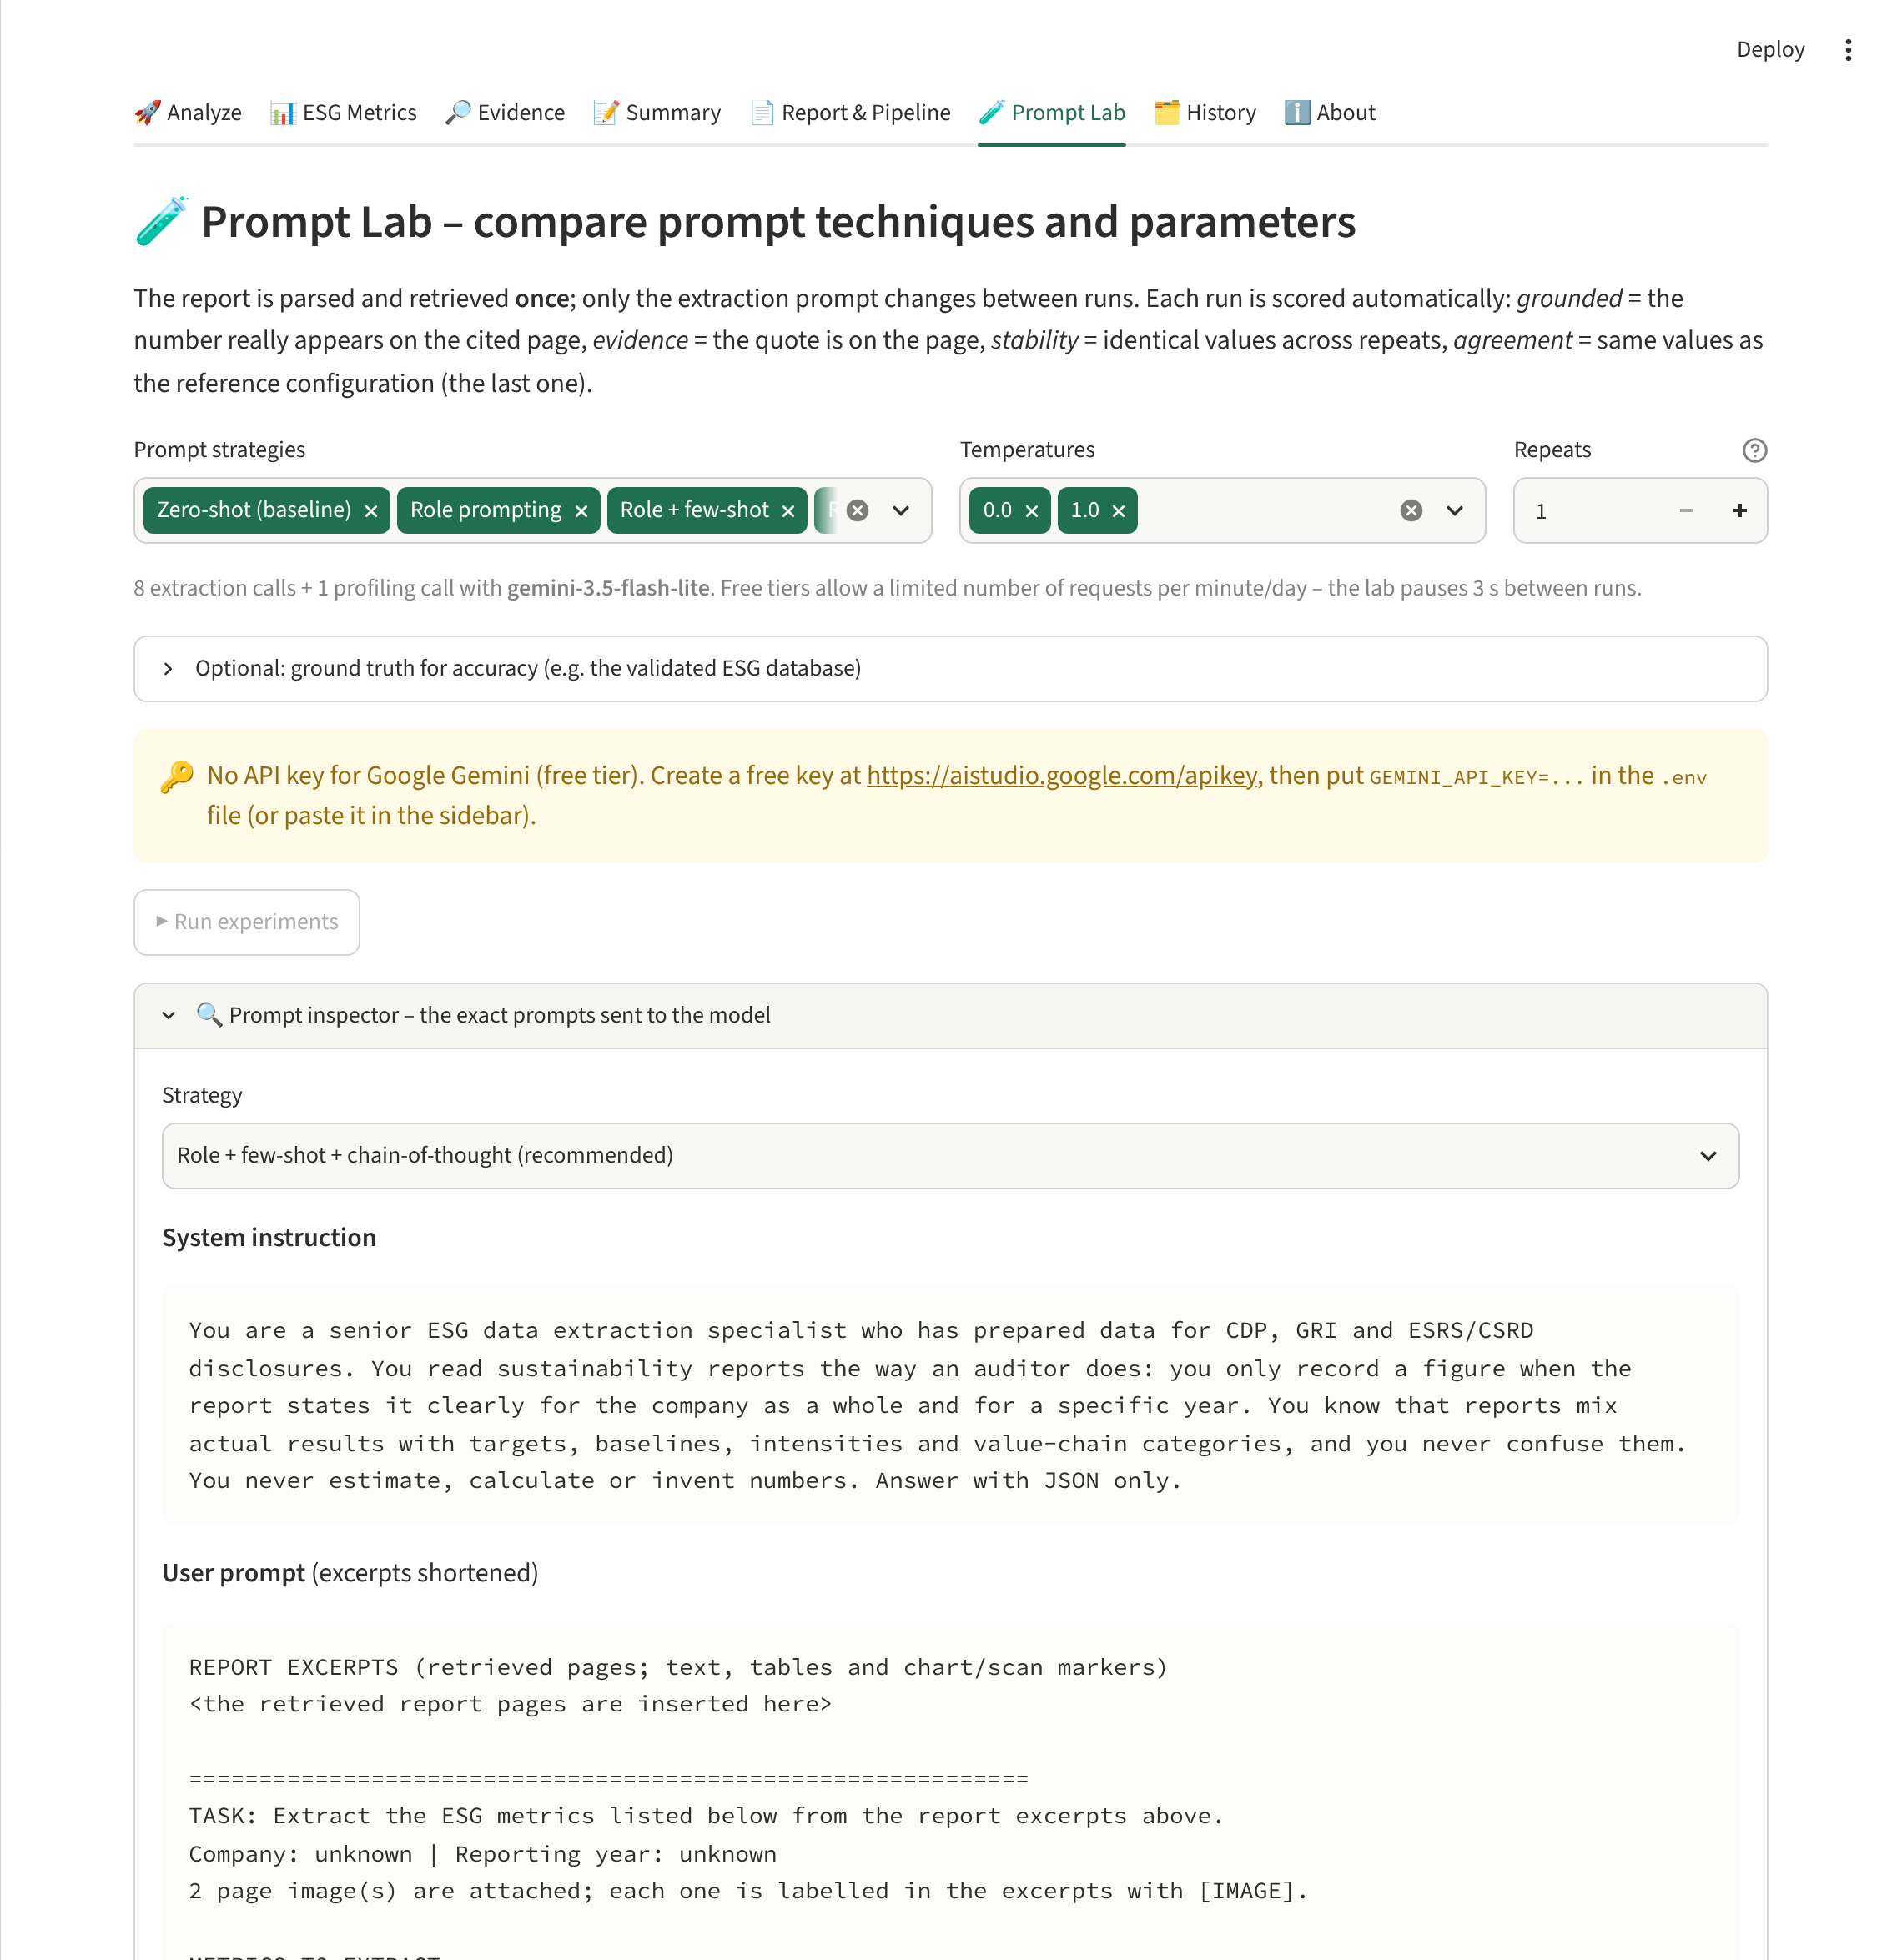 Deploy
🚀 Analyze 📊 ESG Metrics 🔎 Evidence 📝 Summary 📄 Report & Pipeline 🧪 Prompt Lab 🗂️ History ℹ️ About
🧪 Prompt Lab – compare prompt techniques and parameters
The report is parsed and retrieved once; only the extraction prompt changes between runs. Each run is scored automatically: grounded = the
number really appears on the cited page, evidence = the quote is on the page, stability = identical values across repeats, agreement = same values as
the reference configuration (the last one).
Prompt strategies Temperatures Repeats
Zero-shot (baseline) Role prompting Role + few-shot 0.0 1.0 1
8 extraction calls + 1 profiling call with gemini-3.5-flash-lite. Free tiers allow a limited number of requests per minute/day – the lab pauses 3 s between runs.
Optional: ground truth for accuracy (e.g. the validated ESG database)
🔑 No API key for Google Gemini (free tier). Create a free key at https://aistudio.google.com/apikey, then put GEMINI_API_KEY=... in the .env
file (or paste it in the sidebar).
▶ Run experiments
🔍 Prompt inspector – the exact prompts sent to the model
Strategy
Role + few-shot + chain-of-thought (recommended)
System instruction
You are a senior ESG data extraction specialist who has prepared data for CDP, GRI and ESRS/CSRD
disclosures. You read sustainability reports the way an auditor does: you only record a figure when the
report states it clearly for the company as a whole and for a specific year. You know that reports mix
actual results with targets, baselines, intensities and value-chain categories, and you never confuse them.
You never estimate, calculate or invent numbers. Answer with JSON only.
User prompt (excerpts shortened)
REPORT EXCERPTS (retrieved pages; text, tables and chart/scan markers)
<the retrieved report pages are inserted here>
============================================================
TASK: Extract the ESG metrics listed below from the report excerpts above.
Company: unknown | Reporting year: unknown
2 page image(s) are attached; each one is labelled in the excerpts with [IMAGE].